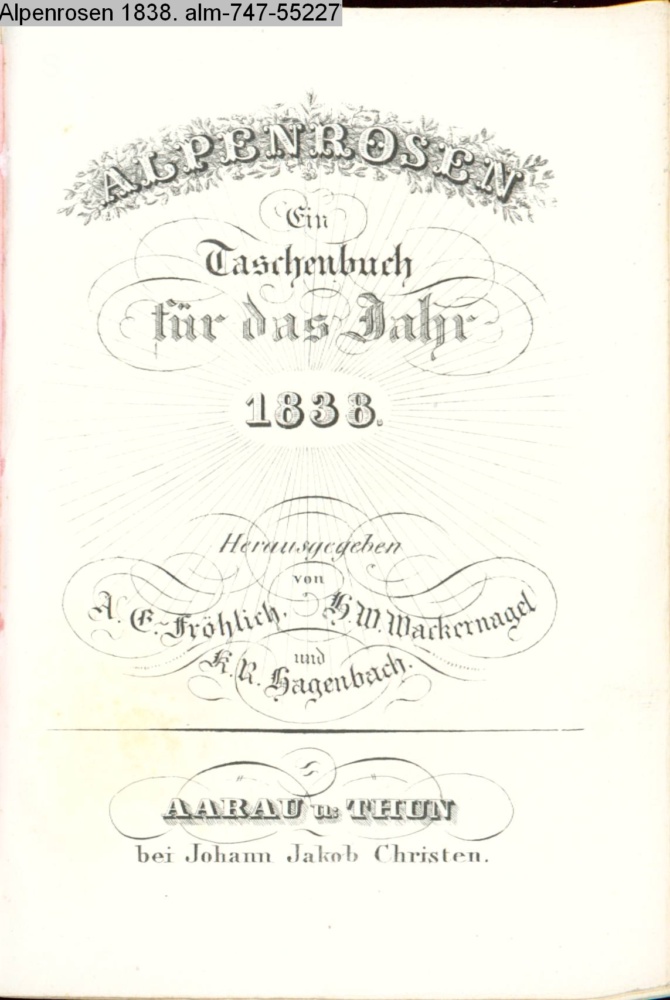 Alpenrosen 1838. alm-747-55227
ALPENROSEN
Ein
Taschenbuch
für das Jahr
1838.
Herausgegeben
von
A. E. Fröhlich. H. W. Wackernagel
und
K. R. Hagenbach.
AARAU u: THUN
bei Johann Jakob Christen.